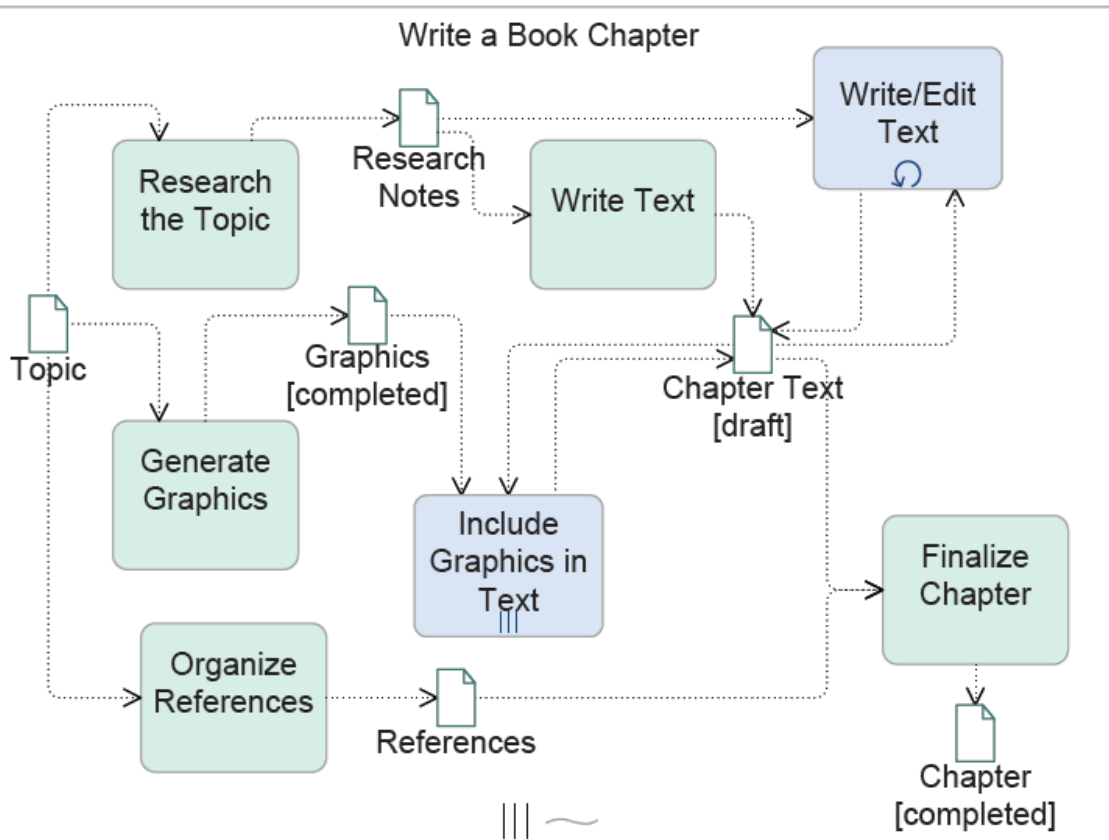 Write a Book Chapter
Write/Edit
Text
Research
Notes
Research
the Topic
Write Text
Topic
Graphics
[completed]
Chapter Text
[draft]
Generate
Graphics
Include
Graphics in
Text
Finalize
Chapter
Organize
References
References
Chapter
[completed]